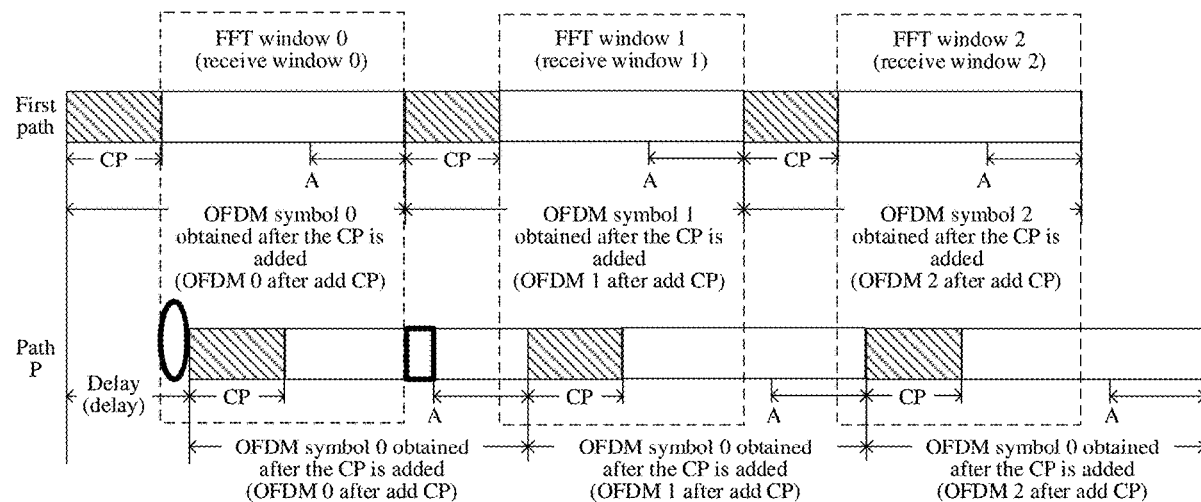 FFT window 0
(receive window 0)
FFT window 1
(receive window 1)
FFT window 2
(receive window 2)
First
path
CP
A
CP
A
CP
A
OFDM symbol 0
obtained after the CP is
added
(OFDM 0 after add CP)
OFDM symbol 1
obtained after the CP is
added
(OFDM 1 after add CP)
OFDM symbol 2
obtained after the CP is
added
(OFDM 2 after add CP)
Path
P
Delay
(delay)
CP
A
CP
A
CP
A
OFDM symbol 0 obtained
after the CP is added
(OFDM 0 after add CP)
OFDM symbol 0 obtained
after the CP is added
(OFDM 1 after add CP)
OFDM symbol 0 obtained
after the CP is added
(OFDM 2 after add CP)